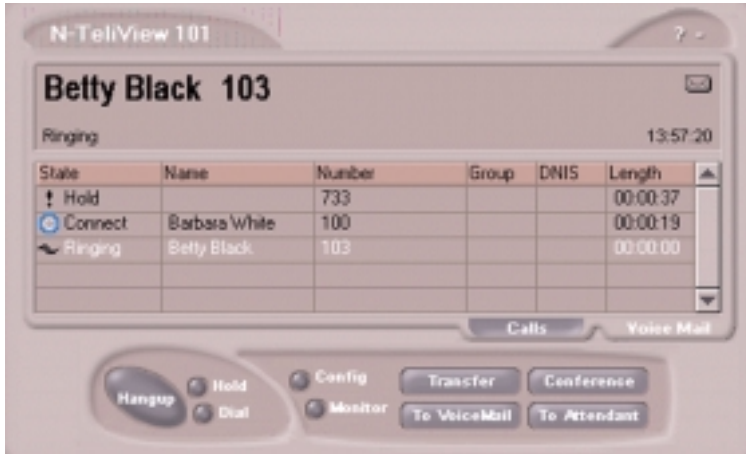 N-TeliView 101 ? -
Betty Black 103
Ringing 13:57:20
State Name Number Group DNIS Length
Hold 733 00:00:37
Connect Barbara White 100 00:00:19
Ringing Betty Black 103 00:00:00
Calls Voice Mail
Hangup Hold Dial
Config Monitor
Transfer Conference
To VoiceMail To Attendant